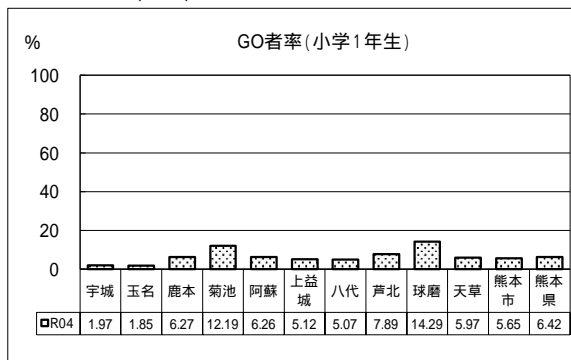 % GO者率(小学1年生)
100
80
60
40
20
0
宇城 玉名 鹿本 菊池 阿蘇 上益城 八代 芦北 球磨 天草 熊本市 熊本県
R04 1.97 1.85 6.27 12.19 6.26 5.12 5.07 7.89 14.29 5.97 5.65 6.42